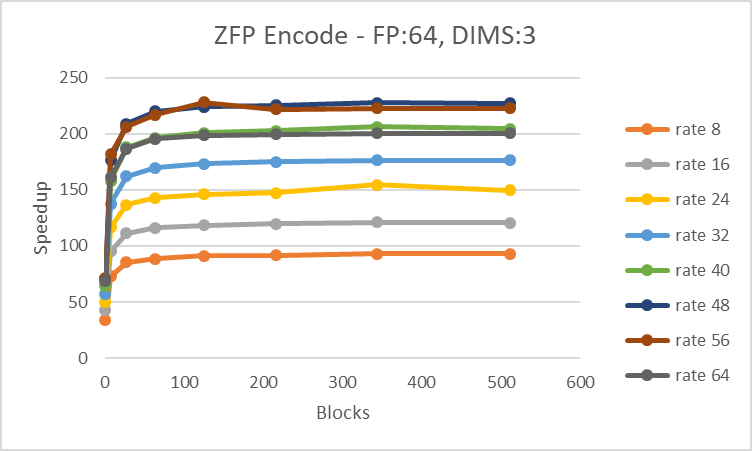 ZFP Encode - FP:64, DIMS:3
250
200
150
100
50
0
Speedup
0 100 200 300 400 500 600
Blocks
rate 8
rate 16
rate 24
rate 32
rate 40
rate 48
rate 56
rate 64